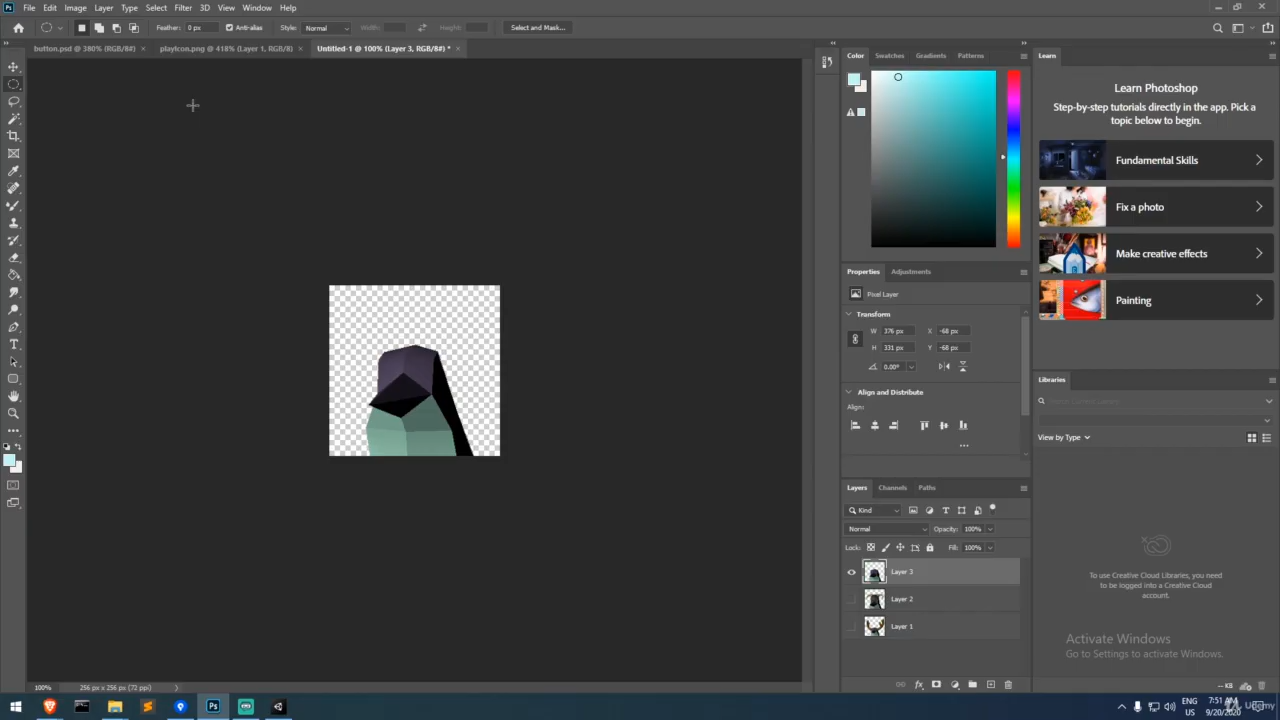 Ps File Edit Image Layer Type Select Filter 3D View Window Help
Feather: 0 px Anti-alias Style: Normal Width: Height: Select and Mask...
button.psd @ 380% (RGB/8#) × playIcon.png @ 418% (Layer 1, RGB/8) × Untitled-1 @ 100% (Layer 3, RGB/8#) * ×
Color Swatches Gradients Patterns
Learn
Learn Photoshop
Step-by-step tutorials directly in the app. Pick a
topic below to begin.
Fundamental Skills
Fix a photo
Make creative effects
Painting
Properties Adjustments
Pixel Layer
Transform
W 376 px X -68 px
H 331 px Y -68 px
0.00°
Align and Distribute
Align:
Libraries
View by Type
Layers Channels Paths
Kind
Normal Opacity: 100%
Lock: Fill: 100%
Layer 3
Layer 2
Layer 1
To use Creative Cloud Libraries, you need
to be logged into a Creative Cloud
account.
Activate Windows
Go to Settings to activate Windows.
-- KB
100% 256 px x 256 px (72 ppi)
Ps
ENG
US
7:51 AM
9/20/2020
Udemy